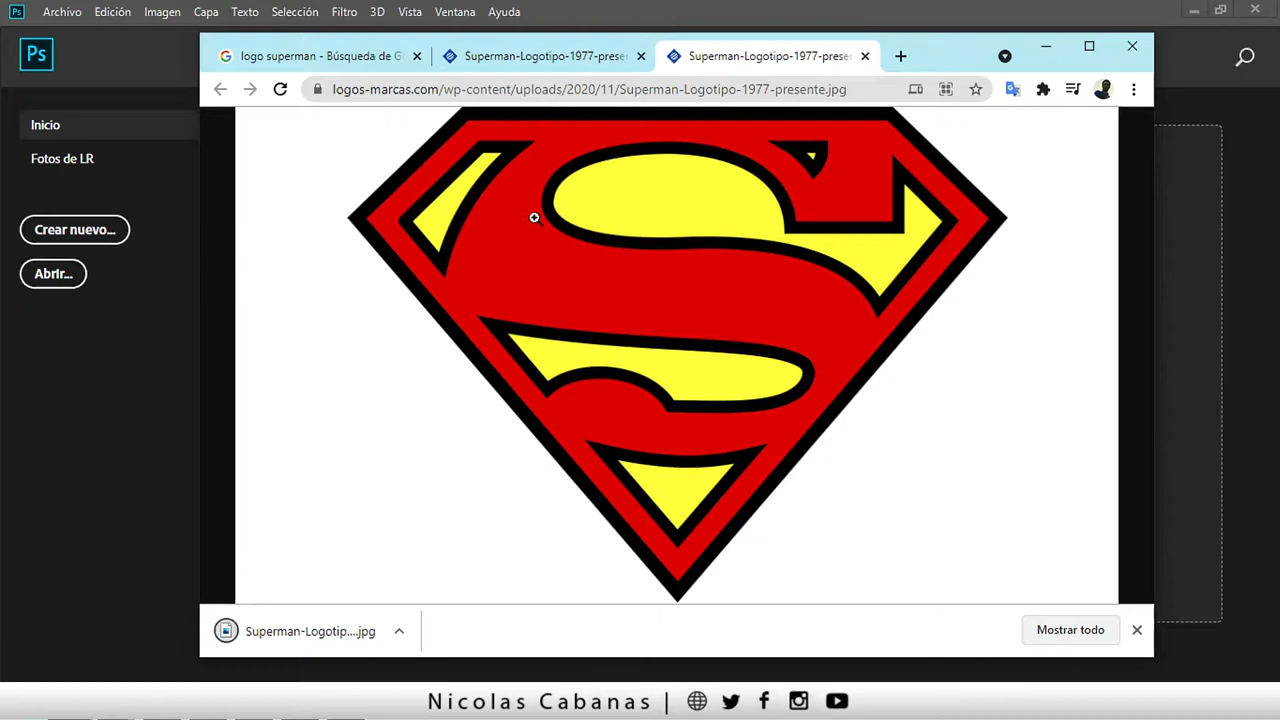 Ps Archivo Edición Imagen Capa Texto Selección Filtro 3D Vista Ventana Ayuda
Ps
logo superman - Búsqueda de G
Superman-Logotipo-1977-prese
Superman-Logotipo-1977-prese
logos-marcas.com/wp-content/uploads/2020/11/Superman-Logotipo-1977-presente.jpg
Inicio
Fotos de LR
Crear nuevo...
Abrir...
S
Superman-Logotip....jpg
Mostrar todo
Nicolas Cabanas |